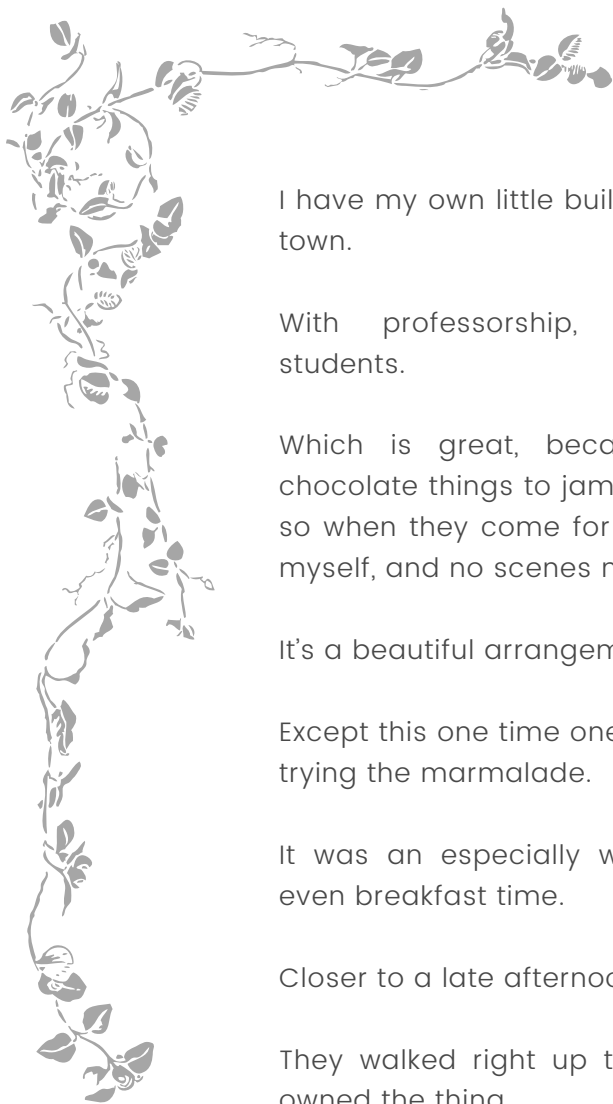 I have my own little buil
town.
With professorship,
students.
Which is great, beca
chocolate things to jam
so when they come for
myself, and no scenes n
It's a beautiful arrangem
Except this one time one
trying the marmalade.
It was an especially w
even breakfast time.
Closer to a late afternoo
They walked right up t
owned the thing.